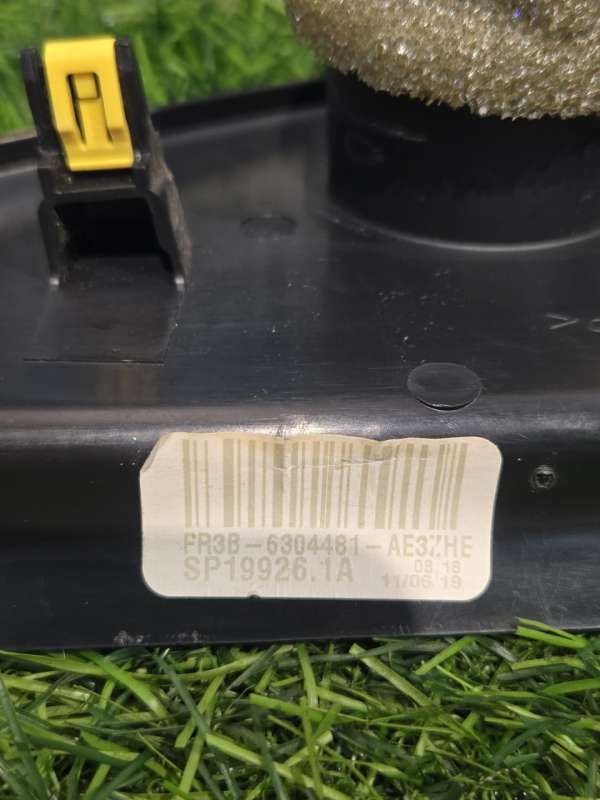 FR3B-6304481-AE3ZHE
SP19926.1A
08.18
11/06/19